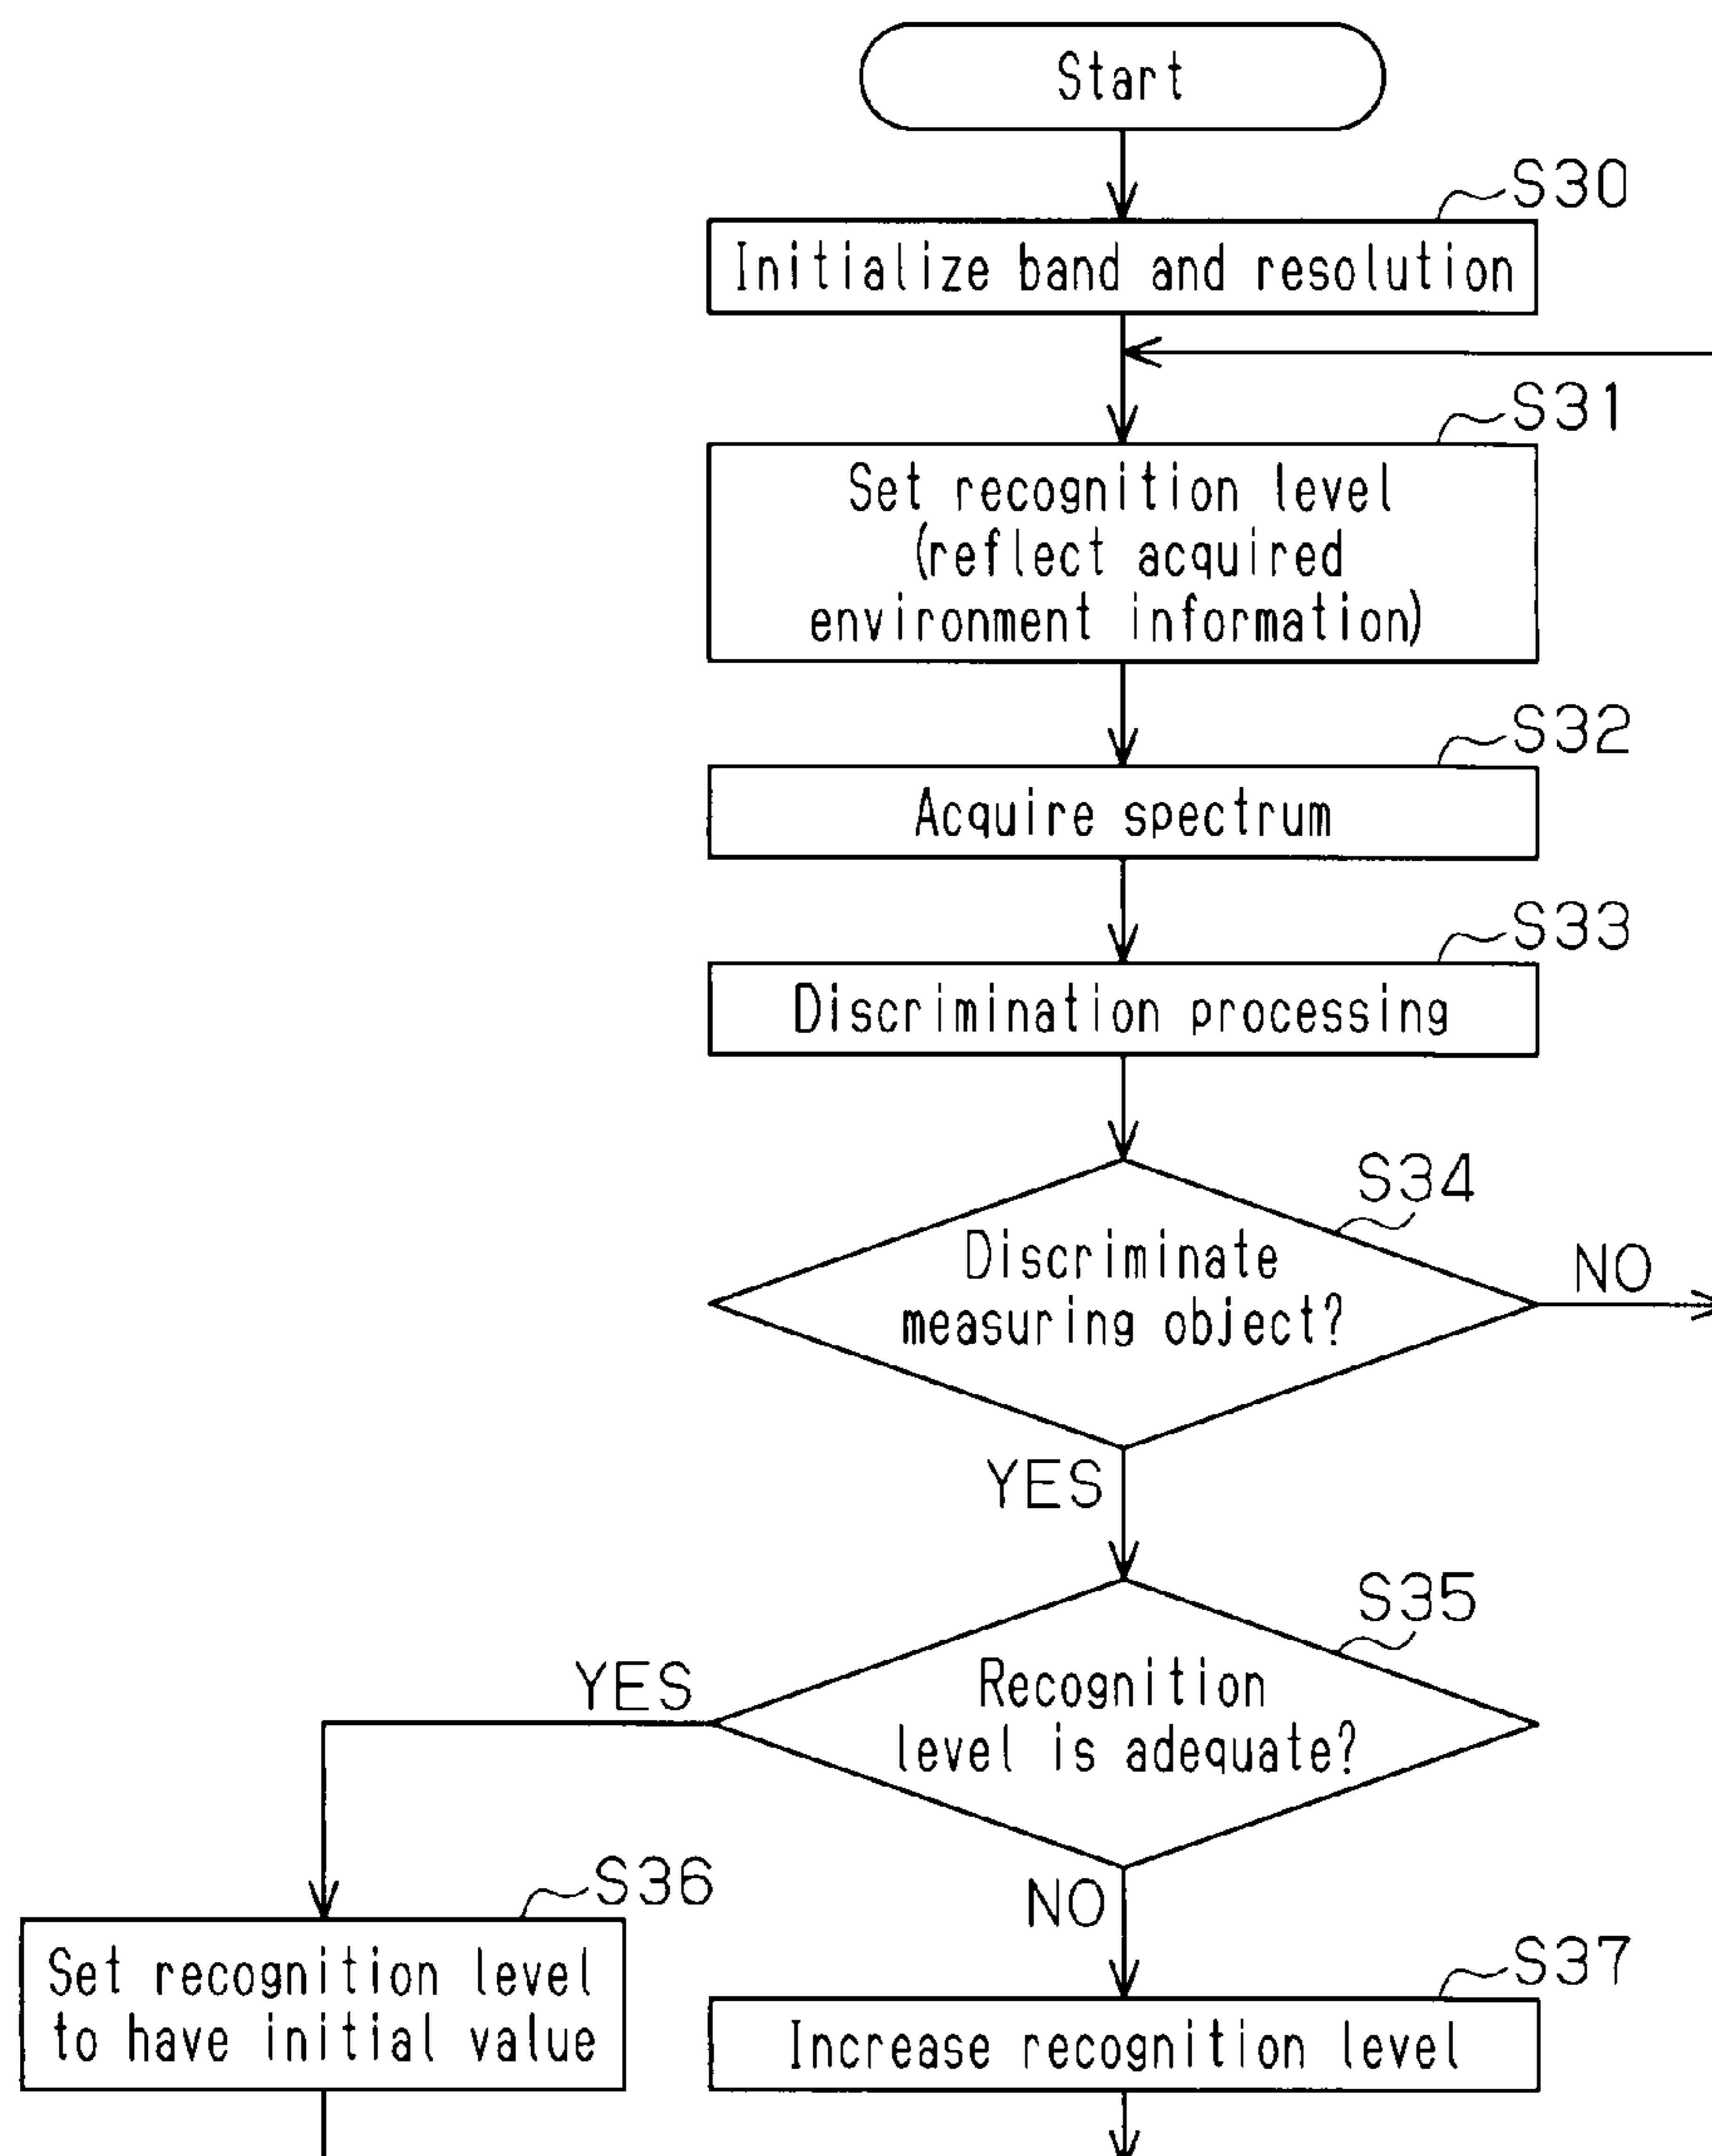 Start
S30
Initialize band and resolution
S31
Set recognition level
(reflect acquired
environment information)
S32
Acquire spectrum
S33
Discrimination processing
S34
Discriminate
measuring object?
NO
YES
S35
Recognition
level is adequate?
YES
NO
S36
Set recognition level
to have initial value
S37
Increase recognition level